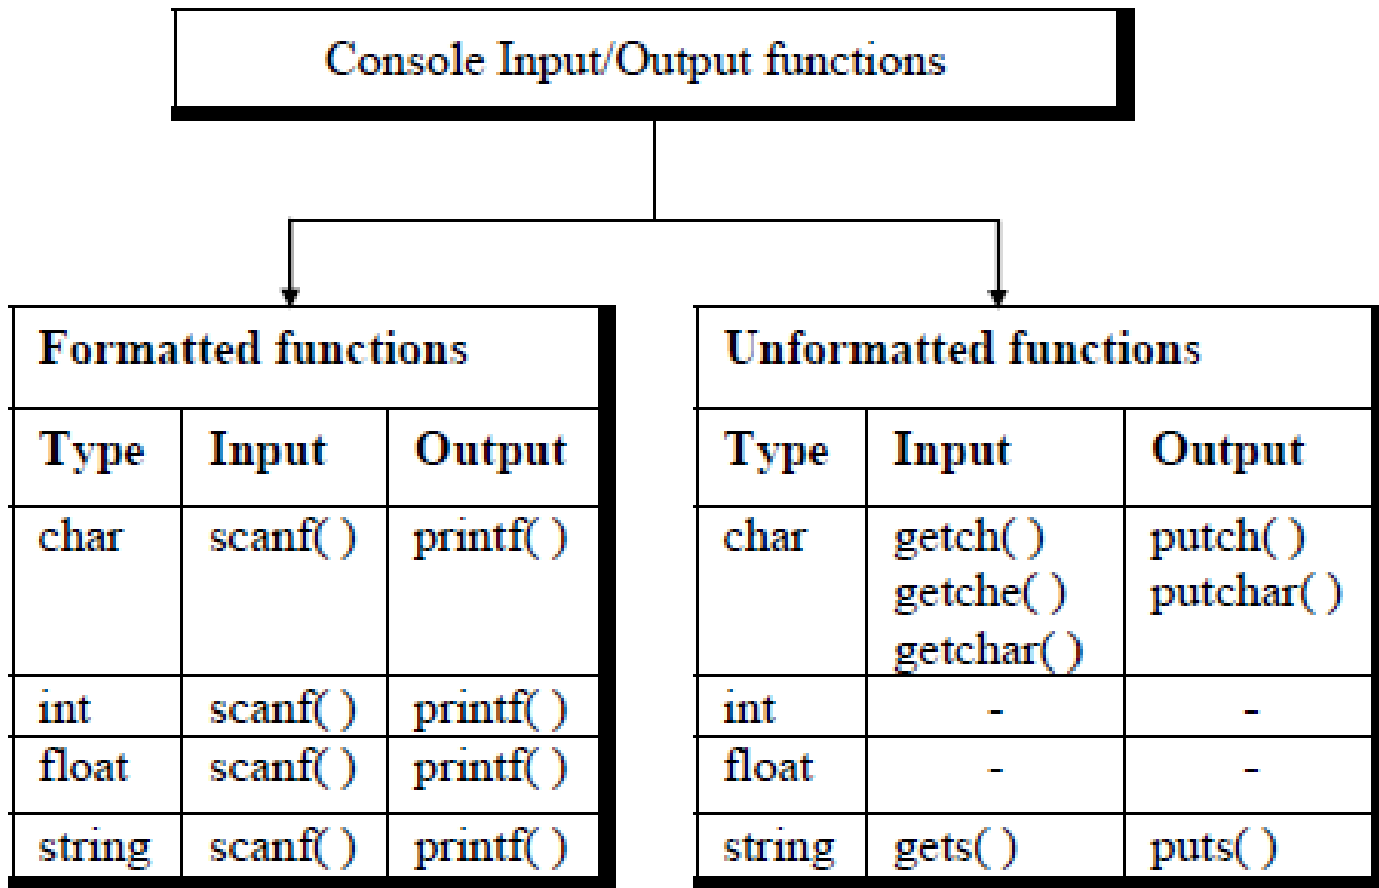 Console Input/Output functions
Formatted functions
Type Input Output
char scanf( ) printf( )
int scanf( ) printf( )
float scanf( ) printf( )
string scanf( ) printf( )
Unformatted functions
Type Input Output
char getch( ) putch( )
getche( ) putchar( )
getchar( )
int - -
float - -
string gets( ) puts( )